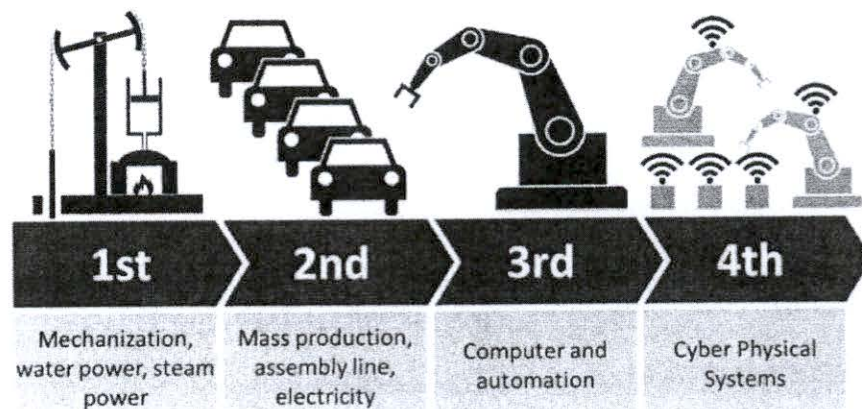 1st
2nd
3rd
4th
Mechanization,
water power, steam
power
Mass production,
assembly line,
electricity
Computer and
automation
Cyber Physical
Systems